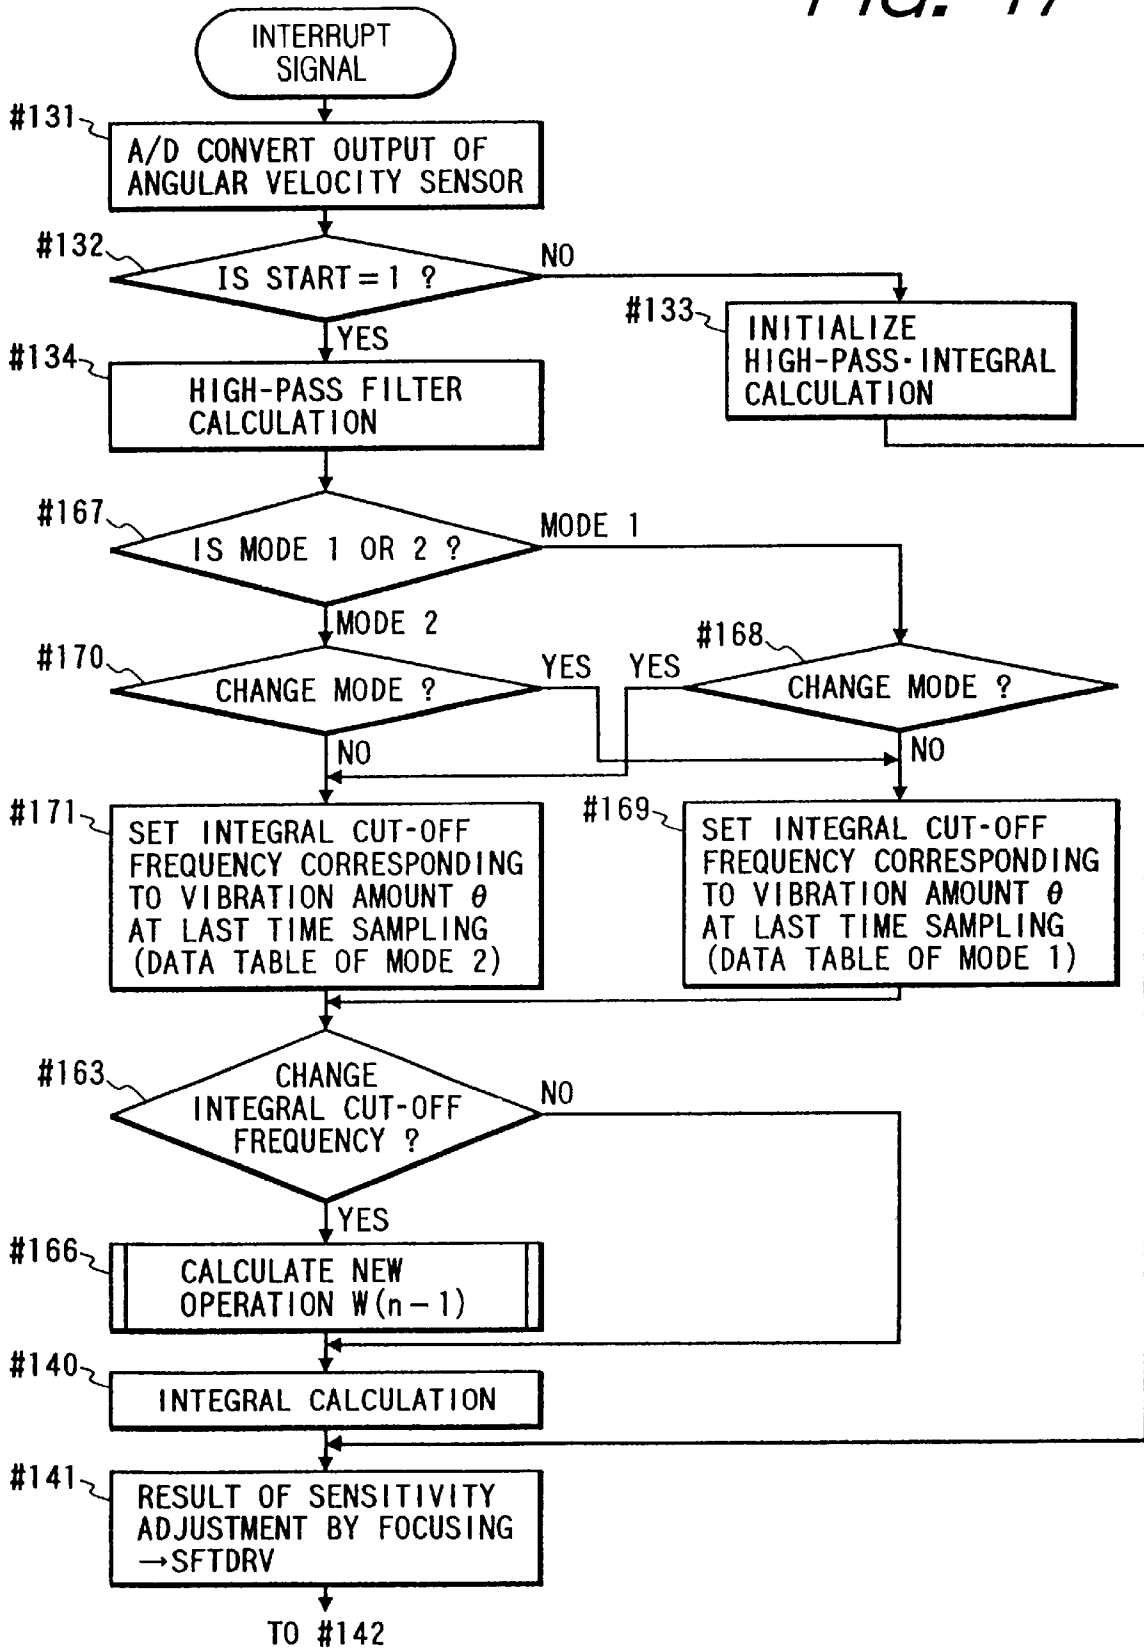 INTERRUPT
SIGNAL
#131
A/D CONVERT OUTPUT OF
ANGULAR VELOCITY SENSOR
#132
IS START = 1 ?
NO
YES
#133
INITIALIZE
HIGH-PASS·INTEGRAL
CALCULATION
#134
HIGH-PASS FILTER
CALCULATION
#167
IS MODE 1 OR 2 ?
MODE 1
MODE 2
#170
CHANGE MODE ?
YES
NO
#168
YES
CHANGE MODE ?
NO
#171
SET INTEGRAL CUT-OFF
FREQUENCY CORRESPONDING
TO VIBRATION AMOUNT θ
AT LAST TIME SAMPLING
(DATA TABLE OF MODE 2)
#169
SET INTEGRAL CUT-OFF
FREQUENCY CORRESPONDING
TO VIBRATION AMOUNT θ
AT LAST TIME SAMPLING
(DATA TABLE OF MODE 1)
#163
CHANGE
INTEGRAL CUT-OFF
FREQUENCY ?
NO
YES
#166
CALCULATE NEW
OPERATION W(n−1)
#140
INTEGRAL CALCULATION
#141
RESULT OF SENSITIVITY
ADJUSTMENT BY FOCUSING
→SFTDRV
TO #142